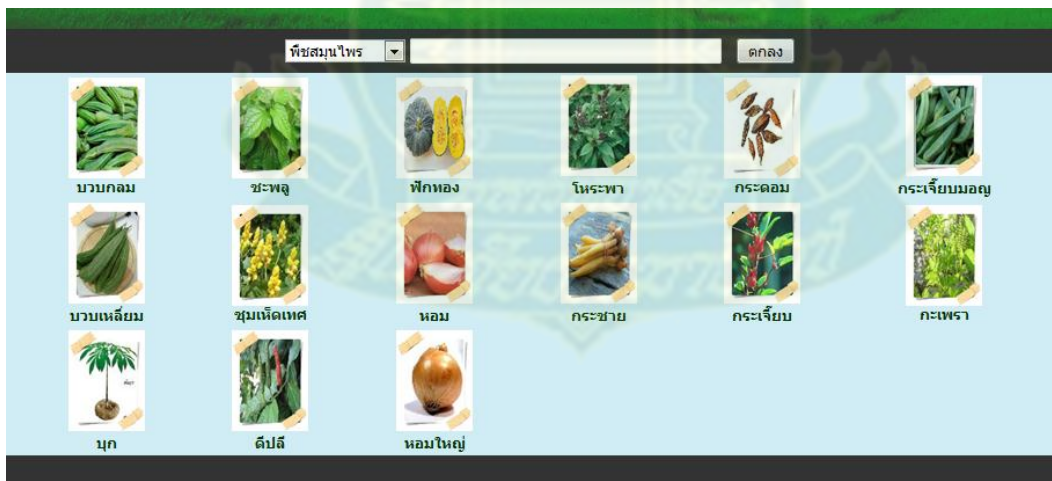 พืชสมุนไพร ตกลง
บวบกลม ชะพลู ฟักทอง โหระพา กระดอม กระเจี๊ยบมอญ
บวบเหลี่ยม ชุมเห็ดเทศ หอม กระชาย กระเจี๊ยบ กะเพรา
บุก ดีปลี หอมใหญ่